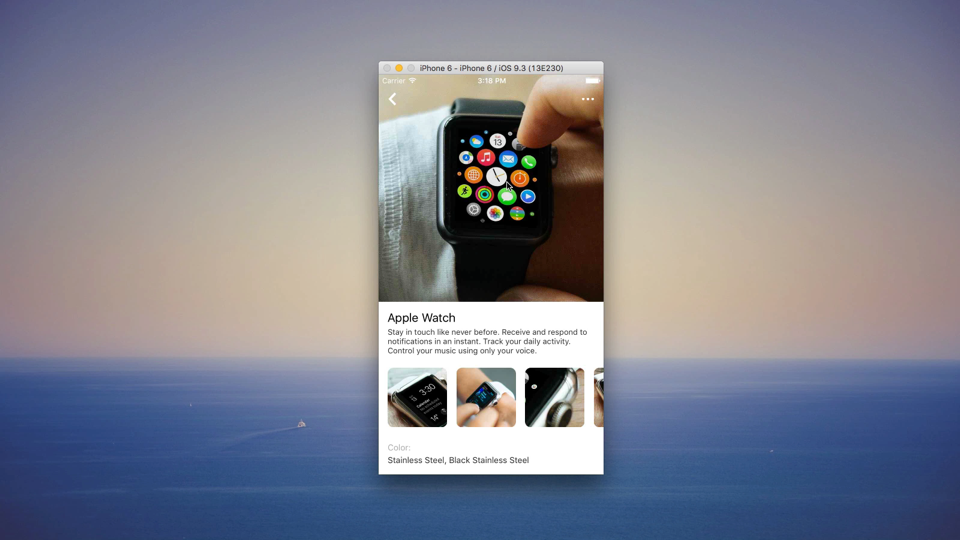 iPhone 6 - iPhone 6 / iOS 9.3 (13E230)
Carrier
3:18 PM
13
Apple Watch
Stay in touch like never before. Receive and respond to
notifications in an instant. Track your daily activity.
Control your music using only your voice.
3:30
14°
Color:
Stainless Steel, Black Stainless Steel